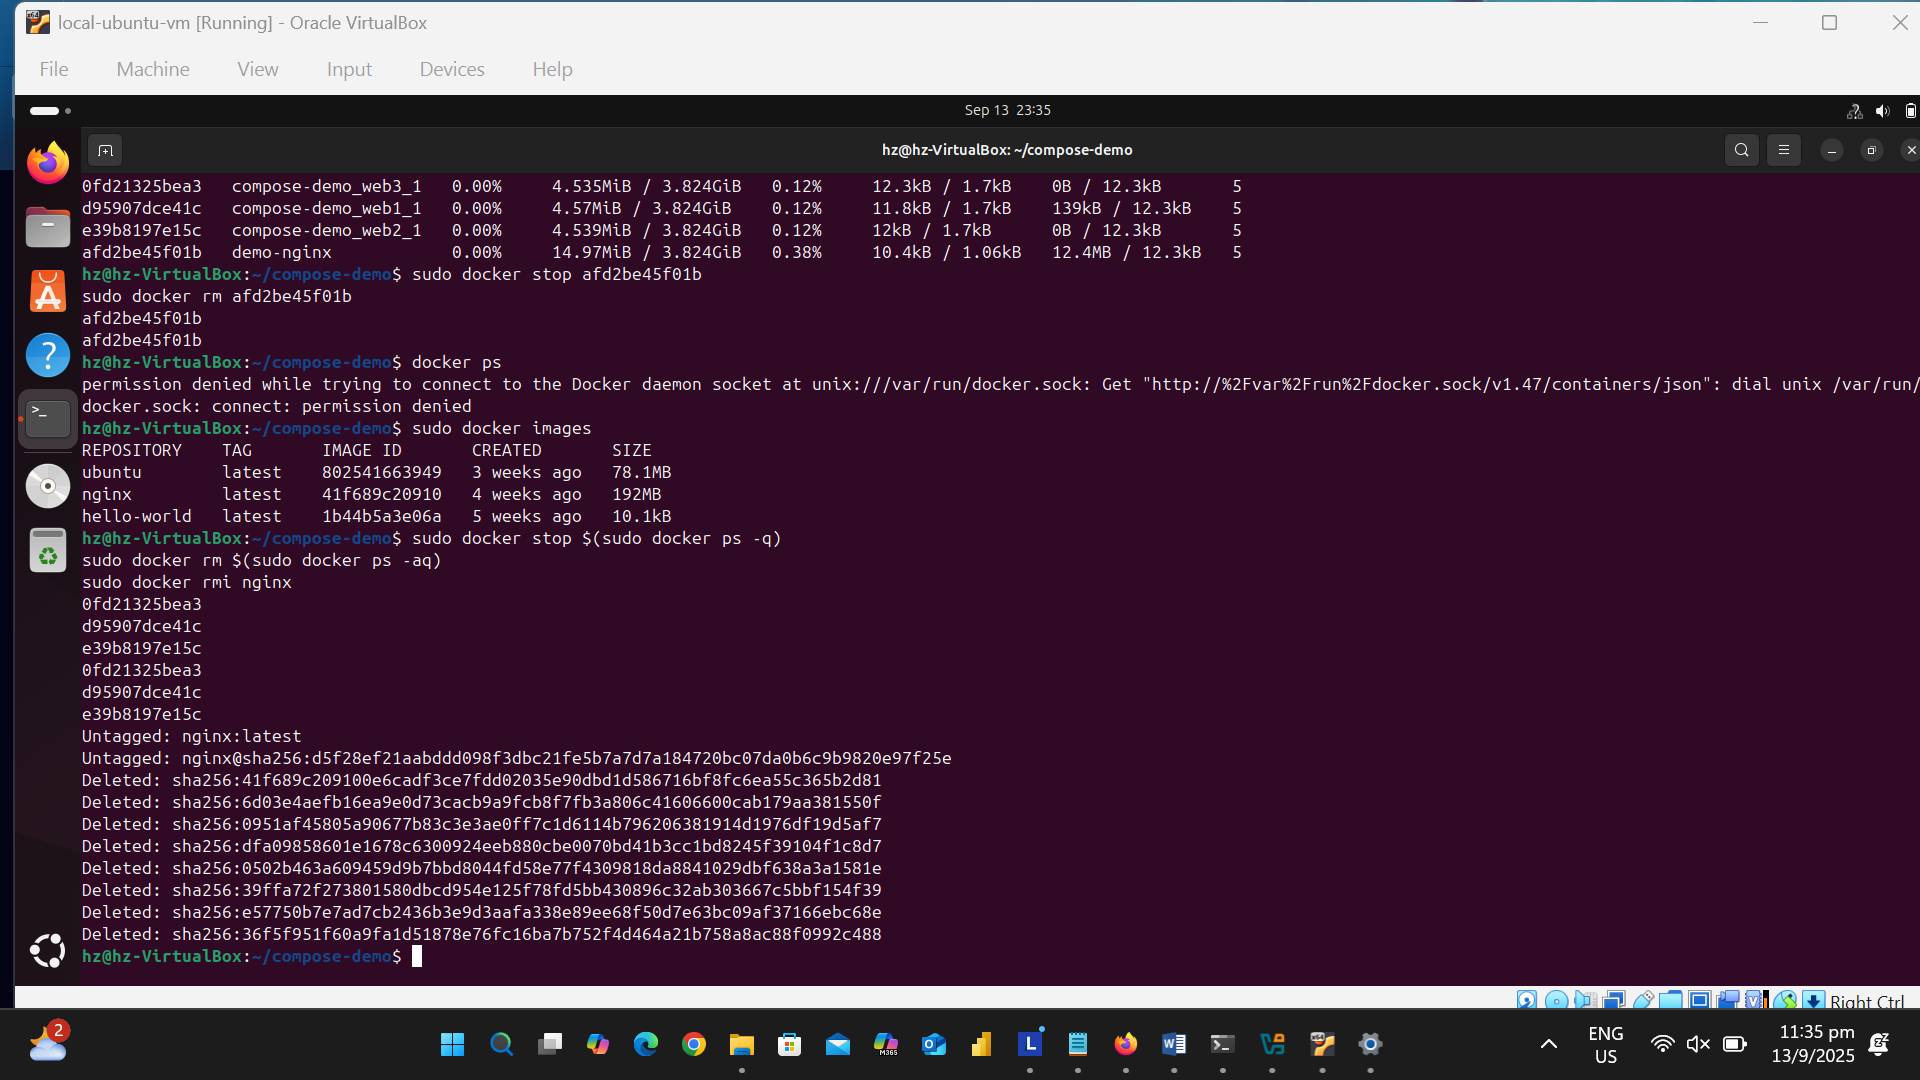 local-ubuntu-vm [Running] - Oracle VirtualBox
File Machine View Input Devices Help
Sep 13 23:35
hz@hz-VirtualBox: ~/compose-demo
0fd21325bea3   compose-demo_web3_1   0.00%     4.535MiB / 3.824GiB   0.12%     12.3kB / 1.7kB    0B / 12.3kB       5
d95907dce41c   compose-demo_web1_1   0.00%     4.57MiB / 3.824GiB    0.12%     11.8kB / 1.7kB    139kB / 12.3kB    5
e39b8197e15c   compose-demo_web2_1   0.00%     4.539MiB / 3.824GiB   0.12%     12kB / 1.7kB      0B / 12.3kB       5
afd2be45f01b   demo-nginx            0.00%     14.97MiB / 3.824GiB   0.38%     10.4kB / 1.06kB   12.4MB / 12.3kB   5
hz@hz-VirtualBox:~/compose-demo$ sudo docker stop afd2be45f01b
sudo docker rm afd2be45f01b
afd2be45f01b
afd2be45f01b
hz@hz-VirtualBox:~/compose-demo$ docker ps
permission denied while trying to connect to the Docker daemon socket at unix:///var/run/docker.sock: Get "http://%2Fvar%2Frun%2Fdocker.sock/v1.47/containers/json": dial unix /var/run/
docker.sock: connect: permission denied
hz@hz-VirtualBox:~/compose-demo$ sudo docker images
REPOSITORY    TAG       IMAGE ID       CREATED       SIZE
ubuntu        latest    802541663949   3 weeks ago   78.1MB
nginx         latest    41f689c20910   4 weeks ago   192MB
hello-world   latest    1b44b5a3e06a   5 weeks ago   10.1kB
hz@hz-VirtualBox:~/compose-demo$ sudo docker stop $(sudo docker ps -q)
sudo docker rm $(sudo docker ps -aq)
sudo docker rmi nginx
0fd21325bea3
d95907dce41c
e39b8197e15c
0fd21325bea3
d95907dce41c
e39b8197e15c
Untagged: nginx:latest
Untagged: nginx@sha256:d5f28ef21aabddd098f3dbc21fe5b7a7d7a184720bc07da0b6c9b9820e97f25e
Deleted: sha256:41f689c209100e6cadf3ce7fdd02035e90dbd1d586716bf8fc6ea55c365b2d81
Deleted: sha256:6d03e4aefb16ea9e0d73cacb9a9fcb8f7fb3a806c41606600cab179aa381550f
Deleted: sha256:0951af45805a90677b83c3e3ae0ff7c1d6114b796206381914d1976df19d5af7
Deleted: sha256:dfa09858601e1678c6300924eeb880cbe0070bd41b3cc1bd8245f39104f1c8d7
Deleted: sha256:0502b463a609459d9b7bbd8044fd58e77f4309818da8841029dbf638a3a1581e
Deleted: sha256:39ffa72f273801580dbcd954e125f78fd5bb430896c32ab303667c5bbf154f39
Deleted: sha256:e57750b7e7ad7cb2436b3e9d3aafa338e89ee68f50d7e63bc09af37166ebc68e
Deleted: sha256:36f5f951f60a9fa1d51878e76fc16ba7b752f4d464a21b758a8ac88f0992c488
hz@hz-VirtualBox:~/compose-demo$
Right Ctrl
2
ENG
US
11:35 pm
13/9/2025